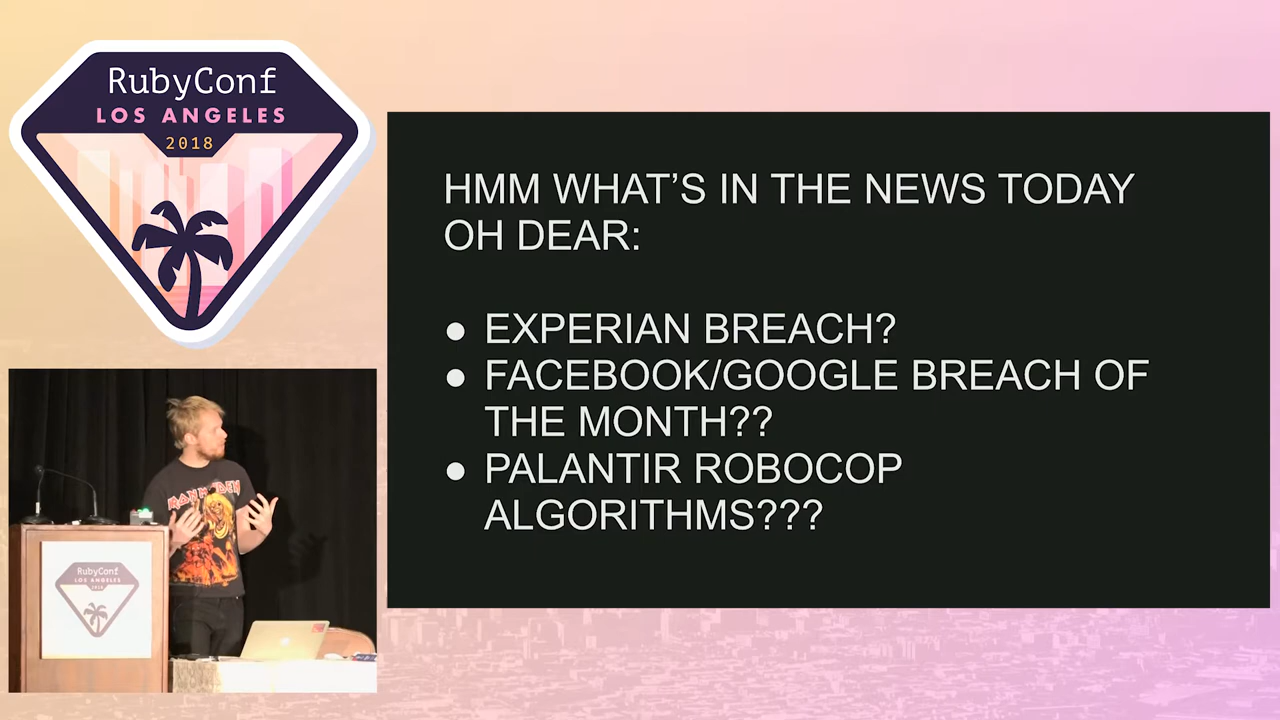 RubyConf
LOS ANGELES
2018
HMM WHAT’S IN THE NEWS TODAY
OH DEAR:
● EXPERIAN BREACH?
● FACEBOOK/GOOGLE BREACH OF
THE MONTH??
● PALANTIR ROBOCOP
ALGORITHMS???
IRON MAIDEN
RubyConf
LOS ANGELES
2018